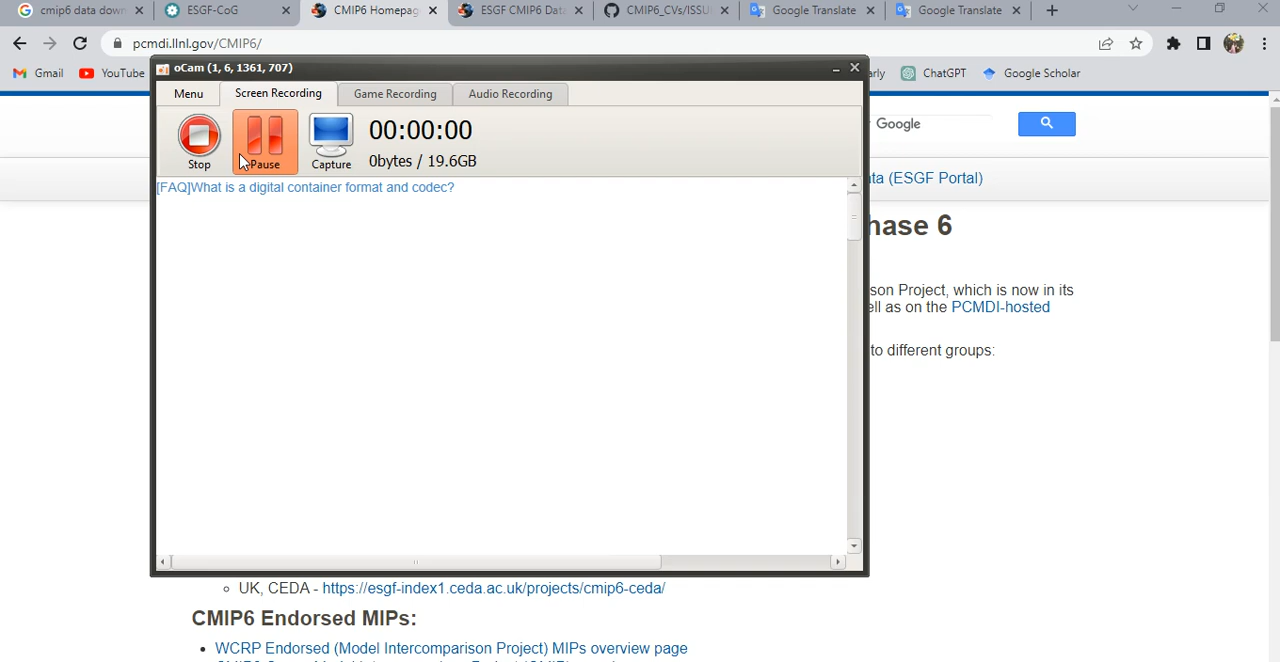 cmip6 data down
ESGF-CoG
CMIP6 Homepag
ESGF CMIP6 Dat
CMIP6_CVs/ISSU
Google Translate
Google Translate
pcmdi.llnl.gov/CMIP6/
Gmail
YouTube
arly
ChatGPT
Google Scholar
oCam (1, 6, 1361, 707)
Menu
Screen Recording
Game Recording
Audio Recording
Stop
Pause
Capture
00:00:00
0bytes / 19.6GB
[FAQ]What is a digital container format and codec?
Google
ta (ESGF Portal)
hase 6
son Project, which is now in its
ell as on the PCMDI-hosted
to different groups:
UK, CEDA - https://esgf-index1.ceda.ac.uk/projects/cmip6-ceda/
CMIP6 Endorsed MIPs:
WCRP Endorsed (Model Intercomparison Project) MIPs overview page